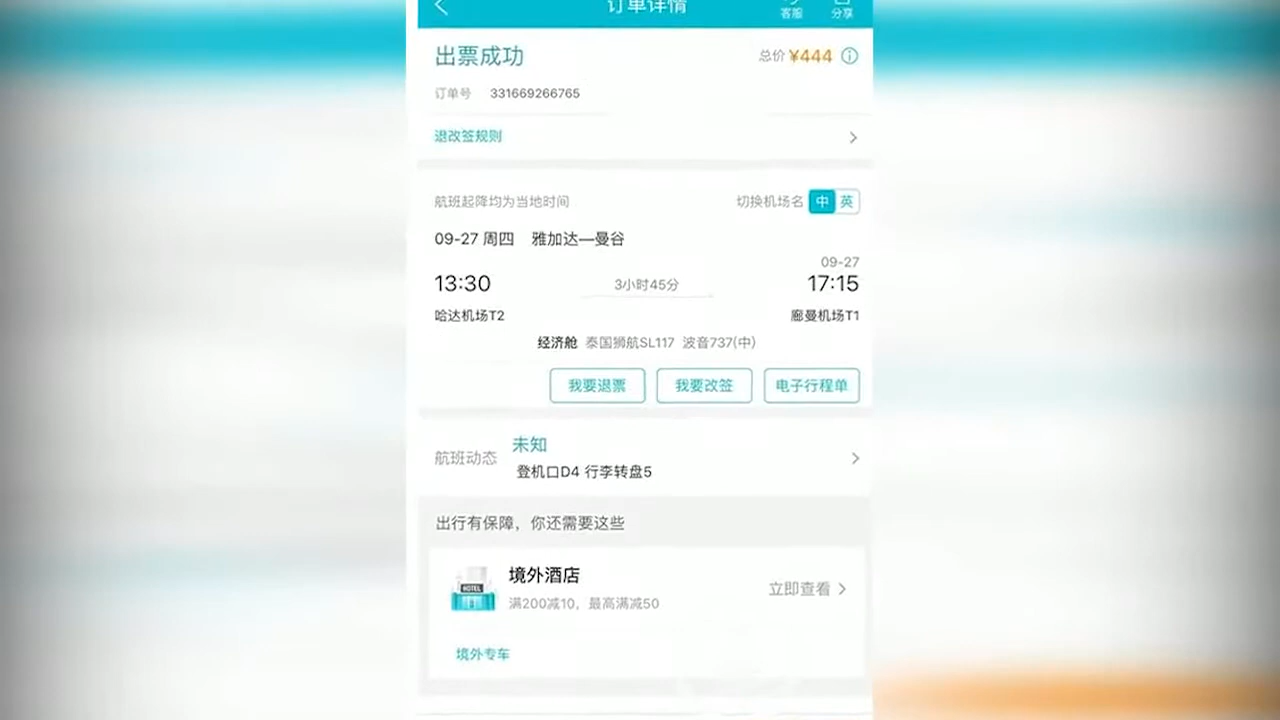 订单详情
客服 分享
出票成功 总价 ¥444
订单号 331669266765
退改签规则
航班起降均为当地时间 切换机场名 中 英
09-27 周四 雅加达—曼谷
09-27
13:30 3小时45分 17:15
哈达机场T2 廊曼机场T1
经济舱 泰国狮航SL117 波音737(中)
我要退票 我要改签 电子行程单
航班动态 未知
登机口D4 行李转盘5
出行有保障，你还需要这些
HOTEL 境外酒店 立即查看
满200减10，最高满减50
境外专车